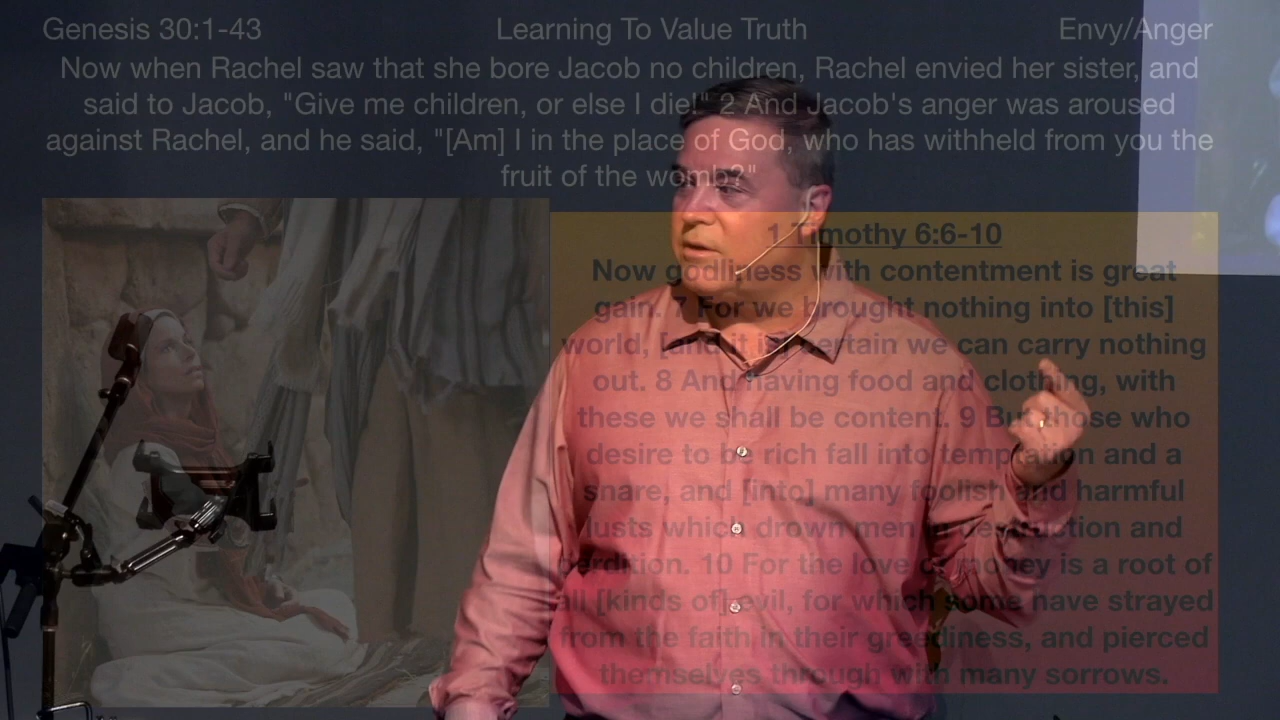 Genesis 30:1-43 Learning To Value Truth Envy/Anger
Now when Rachel saw that she bore Jacob no children, Rachel envied her sister, and
said to Jacob, "Give me children, or else I die!" 2 And Jacob's anger was aroused
against Rachel, and he said, "[Am] I in the place of God, who has withheld from you the
fruit of the womb?"
1 Timothy 6:6-10
Now godliness with contentment is great
gain. 7 For we brought nothing into [this]
world, [and it is] certain we can carry nothing
out. 8 And having food and clothing, with
these we shall be content. 9 But those who
desire to be rich fall into temptation and a
snare, and [into] many foolish and harmful
lusts which drown men in destruction and
perdition. 10 For the love of money is a root of
all [kinds of] evil, for which some have strayed
from the faith in their greediness, and pierced
themselves through with many sorrows.